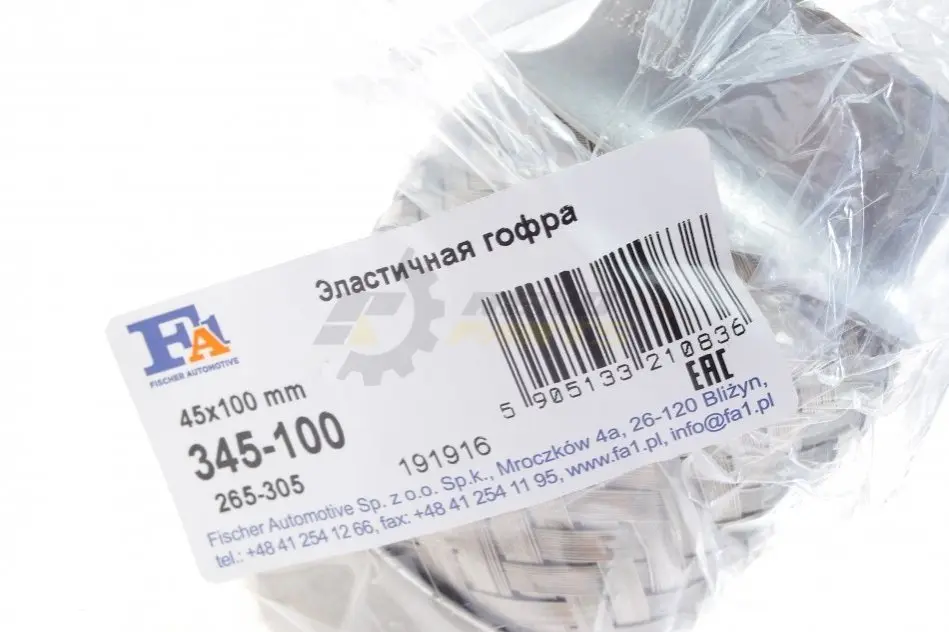 Эластичная гофра
FA1
FISCHER AUTOMOTIVE
5 905133 210836
EAC
45x100 mm
345-100
265-305
191916
Fischer Automotive Sp. z o.o. Sp.k., Mroczków 4a, 26-120 Bliżyn,
tel.: +48 41 254 12 66, fax: +48 41 254 11 95, www.fa1.pl, info@fa1.pl